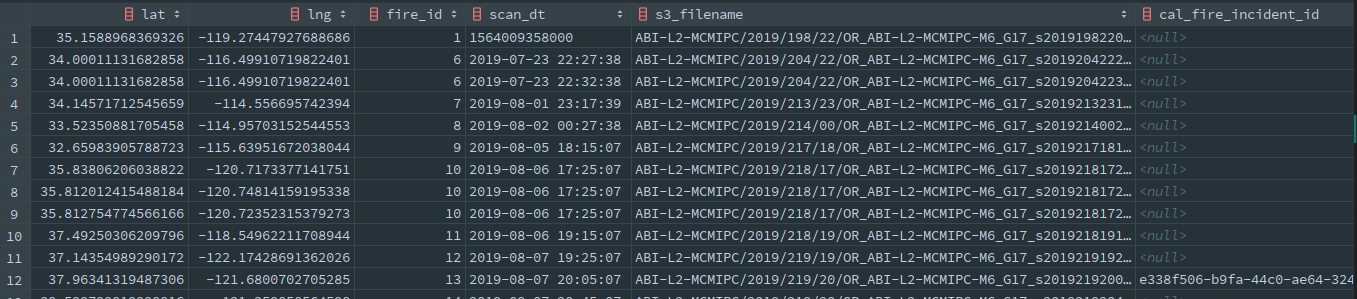 lat lng fire_id scan_dt s3_filename cal_fire_incident_id
1 35.1588968369326 -119.27447927688686 1 1564009358000 ABI-L2-MCMIPC/2019/198/22/OR_ABI-L2-MCMIPC-M6_G17_s2019198220… <null>
2 34.00011131682858 -116.49910719822401 6 2019-07-23 22:27:38 ABI-L2-MCMIPC/2019/204/22/OR_ABI-L2-MCMIPC-M6_G17_s2019204222… <null>
3 34.00011131682858 -116.49910719822401 6 2019-07-23 22:32:38 ABI-L2-MCMIPC/2019/204/22/OR_ABI-L2-MCMIPC-M6_G17_s2019204223… <null>
4 34.14571712545659 -114.556695742394 7 2019-08-01 23:17:39 ABI-L2-MCMIPC/2019/213/23/OR_ABI-L2-MCMIPC-M6_G17_s2019213231… <null>
5 33.52350881705458 -114.95703152544553 8 2019-08-02 00:27:38 ABI-L2-MCMIPC/2019/214/00/OR_ABI-L2-MCMIPC-M6_G17_s2019214002… <null>
6 32.65983905788723 -115.63951672038044 9 2019-08-05 18:15:07 ABI-L2-MCMIPC/2019/217/18/OR_ABI-L2-MCMIPC-M6_G17_s2019217181… <null>
7 35.83806206038822 -120.7173377141751 10 2019-08-06 17:25:07 ABI-L2-MCMIPC/2019/218/17/OR_ABI-L2-MCMIPC-M6_G17_s2019218172… <null>
8 35.812012415488184 -120.74814159195338 10 2019-08-06 17:25:07 ABI-L2-MCMIPC/2019/218/17/OR_ABI-L2-MCMIPC-M6_G17_s2019218172… <null>
9 35.812754774566166 -120.72352315379273 10 2019-08-06 17:25:07 ABI-L2-MCMIPC/2019/218/17/OR_ABI-L2-MCMIPC-M6_G17_s2019218172… <null>
10 37.49250306209796 -118.54962211708944 11 2019-08-06 19:15:07 ABI-L2-MCMIPC/2019/218/19/OR_ABI-L2-MCMIPC-M6_G17_s2019218191… <null>
11 37.14354989290172 -122.17428691362026 12 2019-08-07 19:25:07 ABI-L2-MCMIPC/2019/219/19/OR_ABI-L2-MCMIPC-M6_G17_s2019219192… <null>
12 37.96341319487306 -121.6800702705285 13 2019-08-07 20:05:07 ABI-L2-MCMIPC/2019/219/20/OR_ABI-L2-MCMIPC-M6_G17_s2019219200… e338f506-b9fa-44c0-ae64-324